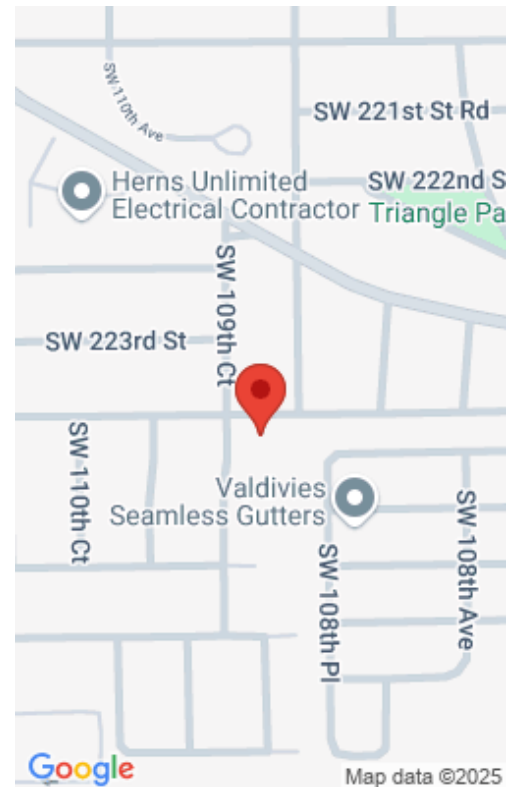 SW 110th Ave
SW 221st St Rd
Herns Unlimited
Electrical Contractor
SW 222nd S
Triangle Pa
SW 109th Ct
SW 223rd St
SW 110th Ct
Valdivies
Seamless Gutters
SW 108th Pl
SW 108th Ave
Google
Map data ©2025